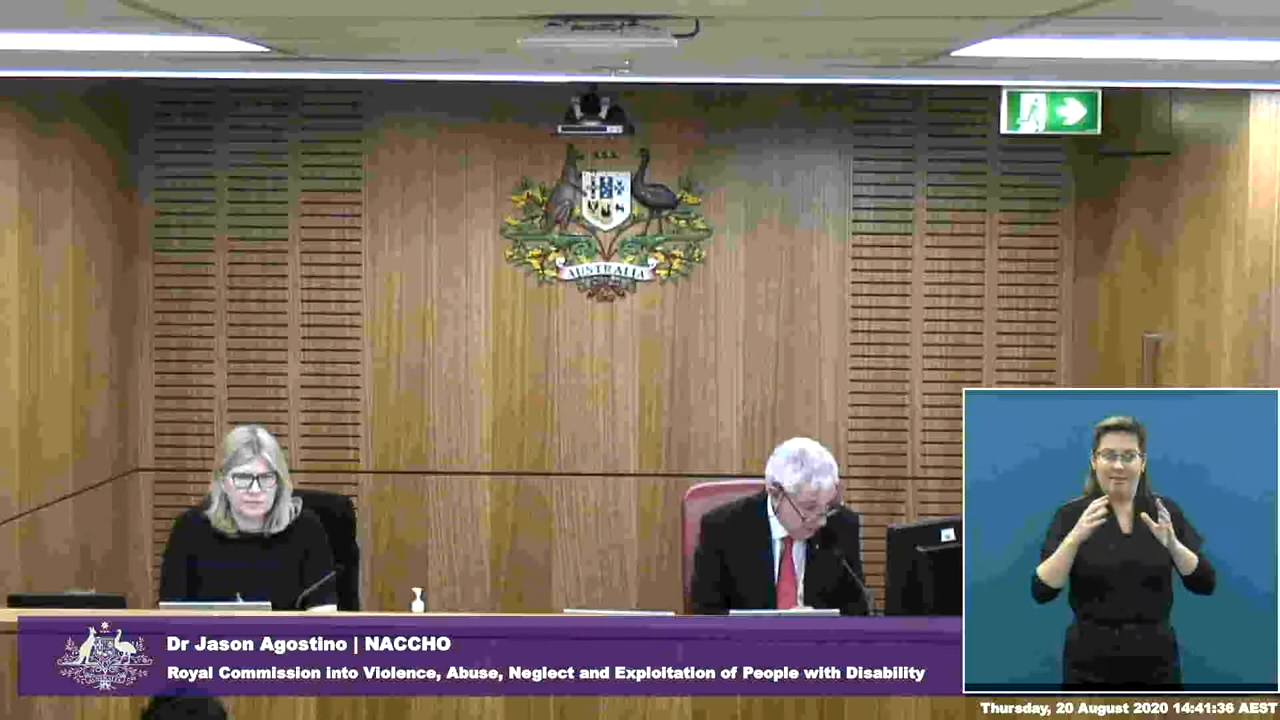 AUSTRALIA
Dr Jason Agostino | NACCHO
Royal Commission into Violence, Abuse, Neglect and Exploitation of People with Disability
Thursday, 20 August 2020 14:41:36 AEST